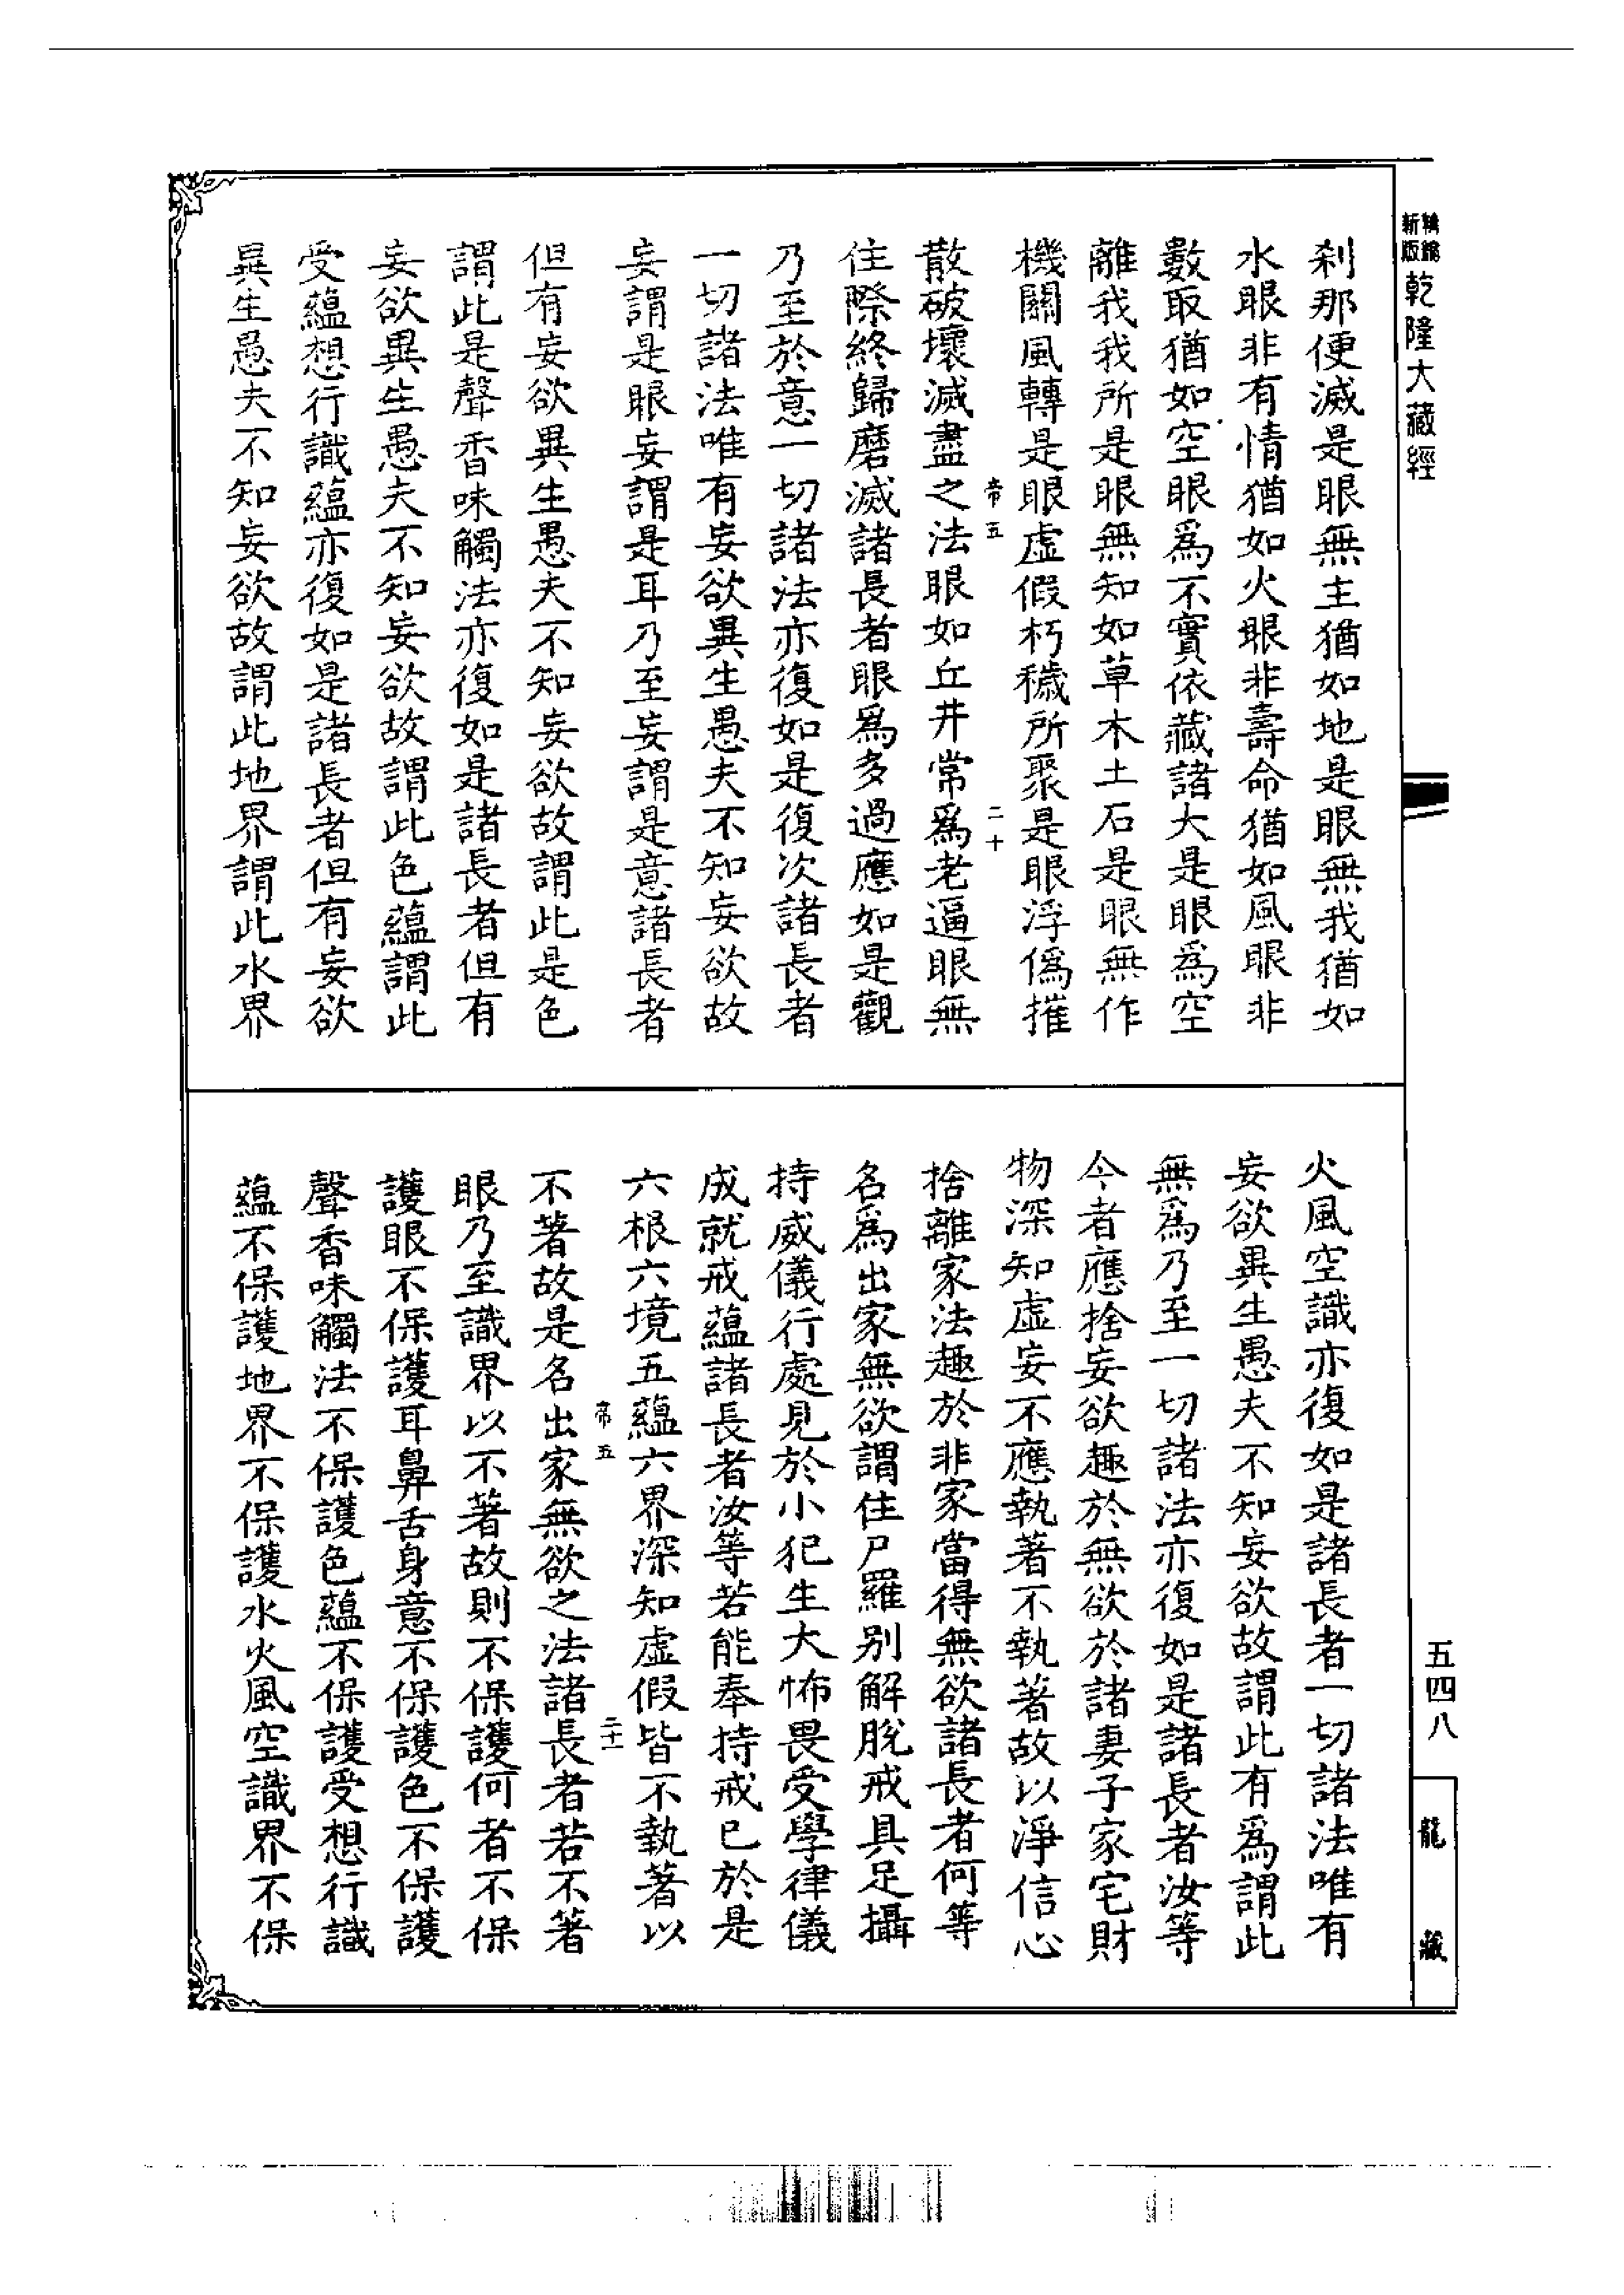 新編縮版
乾隆大藏經
刹那便滅是眼無主猶如地是眼無我猶如
水眼非有情猶如火眼非壽命猶如風眼非
數取猶如空眼爲不實依藏諸大是眼爲空
離我我所是眼無知如草木土石是眼無作
機關風轉是眼虛假朽穢所聚是眼浮僞摧
帝五 二十
散破壞滅盡之法眼如丘井常爲老逼眼無
住際終歸磨滅諸長者眼爲多過應如是觀
乃至於意一切諸法亦復如是復次諸長者
一切諸法唯有妄欲異生愚夫不知妄欲故
妄謂是眼妄謂是耳乃至妄謂是意諸長者
但有妄欲異生愚夫不知妄欲故謂此是色
謂此是聲香味觸法亦復如是諸長者但有
妄欲異生愚夫不知妄欲故謂此色蘊謂此
受蘊想行識蘊亦復如是諸長者但有妄欲
異生愚夫不知妄欲故謂此地界謂此水界
火風空識亦復如是諸長者一切諸法唯有
妄欲異生愚夫不知妄欲故謂此有爲謂此
無爲乃至一切諸法亦復如是諸長者汝等
今者應捨妄欲趣於無欲於諸妻子家宅財
物深知虛妄不應執著不執著故以淨信心
捨離家法趣於非家當得無欲諸長者何等
名爲出家無欲謂住尸羅别解脫戒具足攝
持威儀行處見於小犯生大怖畏受學律儀
成就戒蘊諸長者汝等若能奉持戒已於是
六根六境五蘊六界深知虛假皆不執著以
帝五 二十一
不著故是名出家無欲之法諸長者若不著
眼乃至識界以不著故則不保護何者不保
護眼不保護耳鼻舌身意不保護色不保護
聲香味觸法不保護色蘊不保護受想行識
蘊不保護地界不保護水火風空識界不保
五四八
龍藏